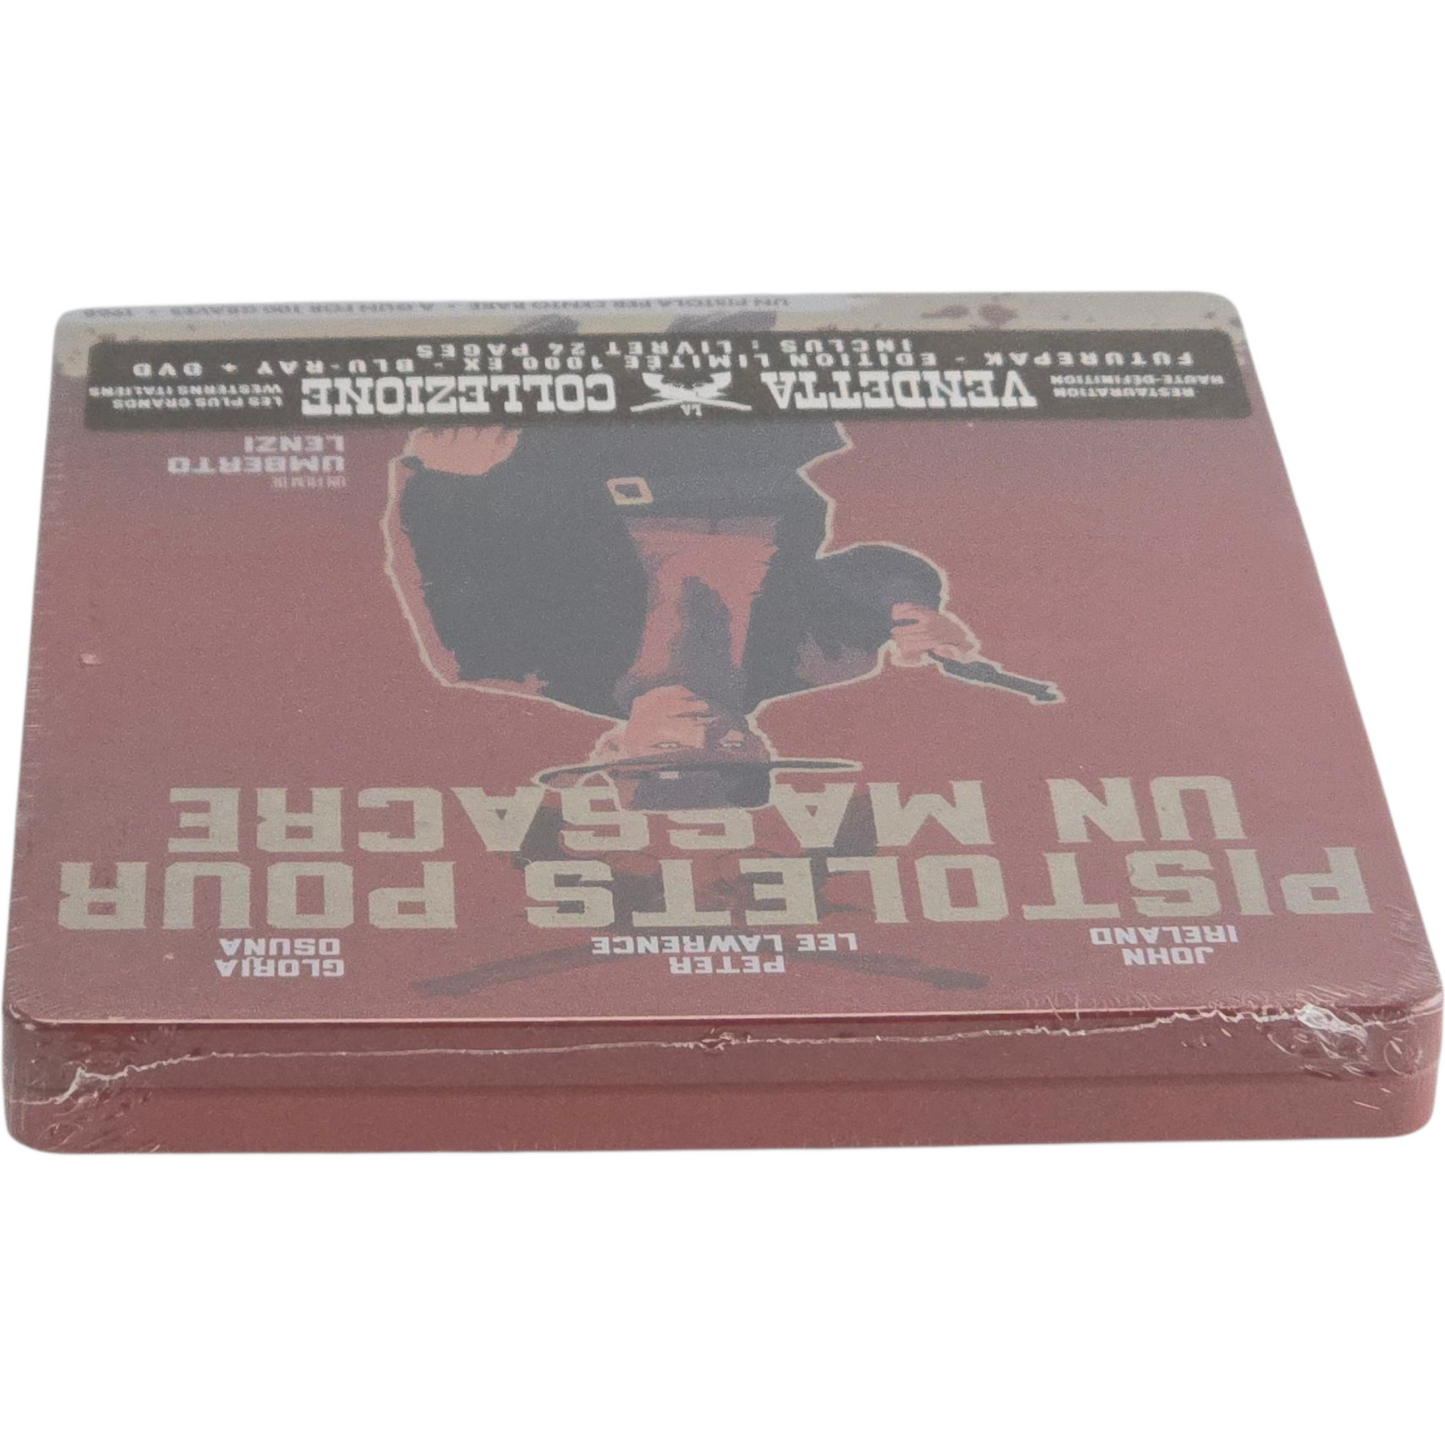 JOHN
IRELAND
PETER
LEE LAWRENCE
GLORIA
OSUNA
PISTOLETS POUR
UN MASSACRE
UN FILM DE
UMBERTO
LENZI
RESTAURATION
HAUTE-DÉFINITION
LA
VENDETTA COLLEZIONE
LES PLUS GRANDS
WESTERNS ITALIENS
FUTUREPAK - EDITION LIMITÉE 1000 EX - BLU-RAY + DVD
INCLUS : LIVRET 24 PAGES
UN PISTOLA PER CENTO BARE - A GUN FOR 100 GRAVES - 1968